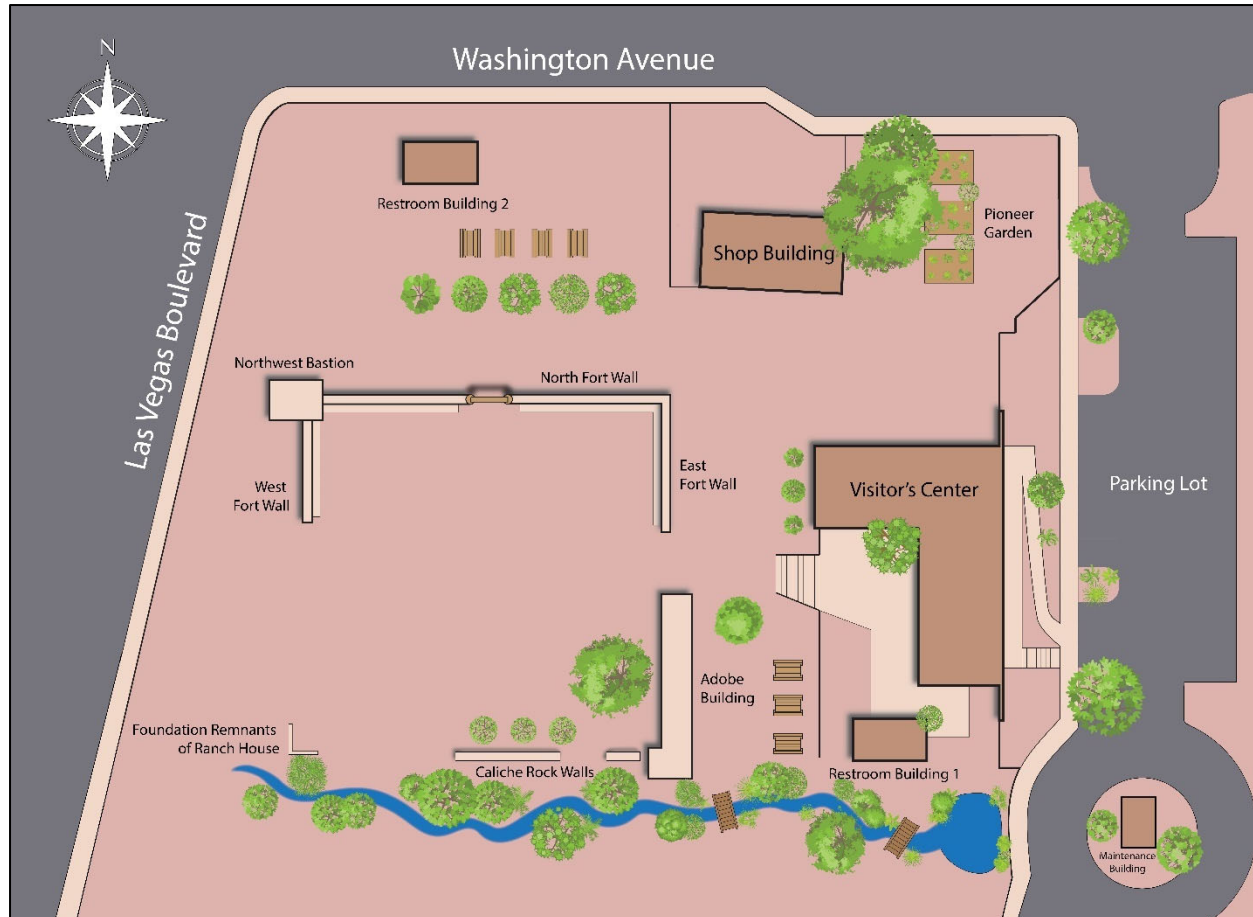 N
Washington Avenue
Las Vegas Boulevard
Restroom Building 2
Shop Building
Pioneer
Garden
Northwest Bastion
North Fort Wall
West
Fort Wall
East
Fort Wall
Visitor's Center
Parking Lot
Adobe
Building
Foundation Remnants
of Ranch House
Caliche Rock Walls
Restroom Building 1
Maintenance
Building